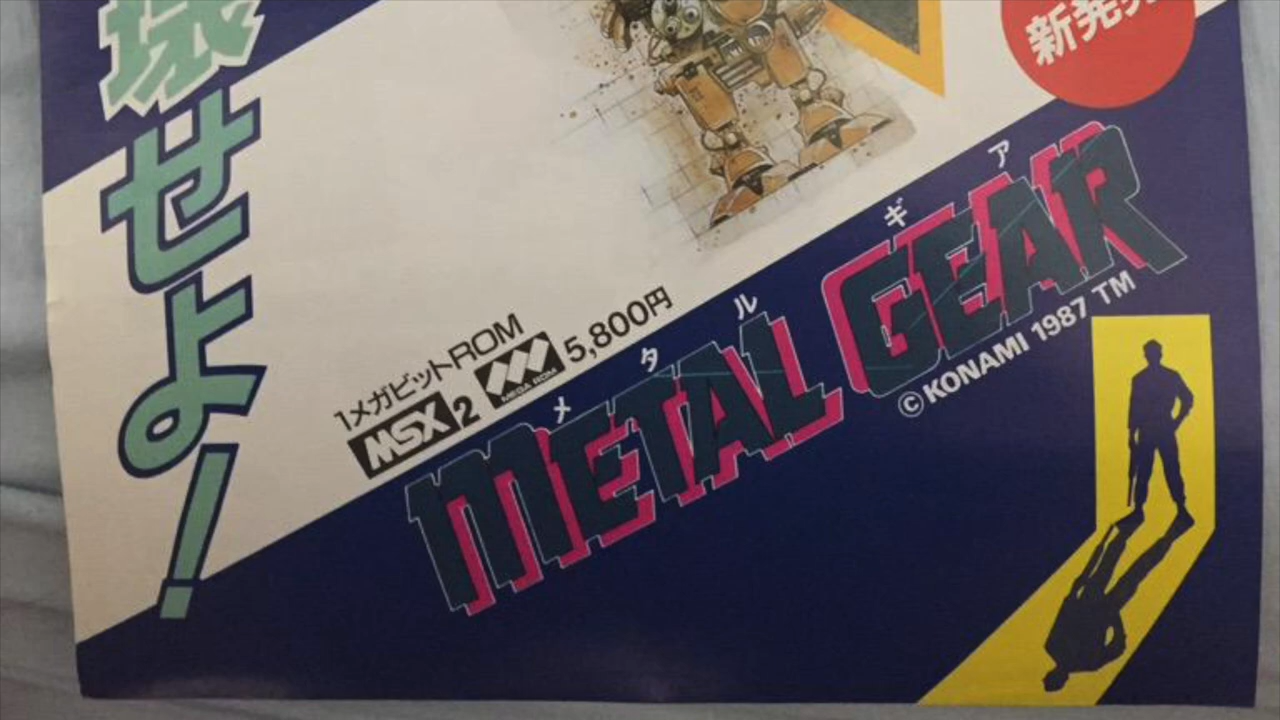 壊せよ!
新発売
1メガビットROM
MSX2
MEGA ROM
5,800円
メタル ギア
METAL GEAR
© KONAMI 1987 TM